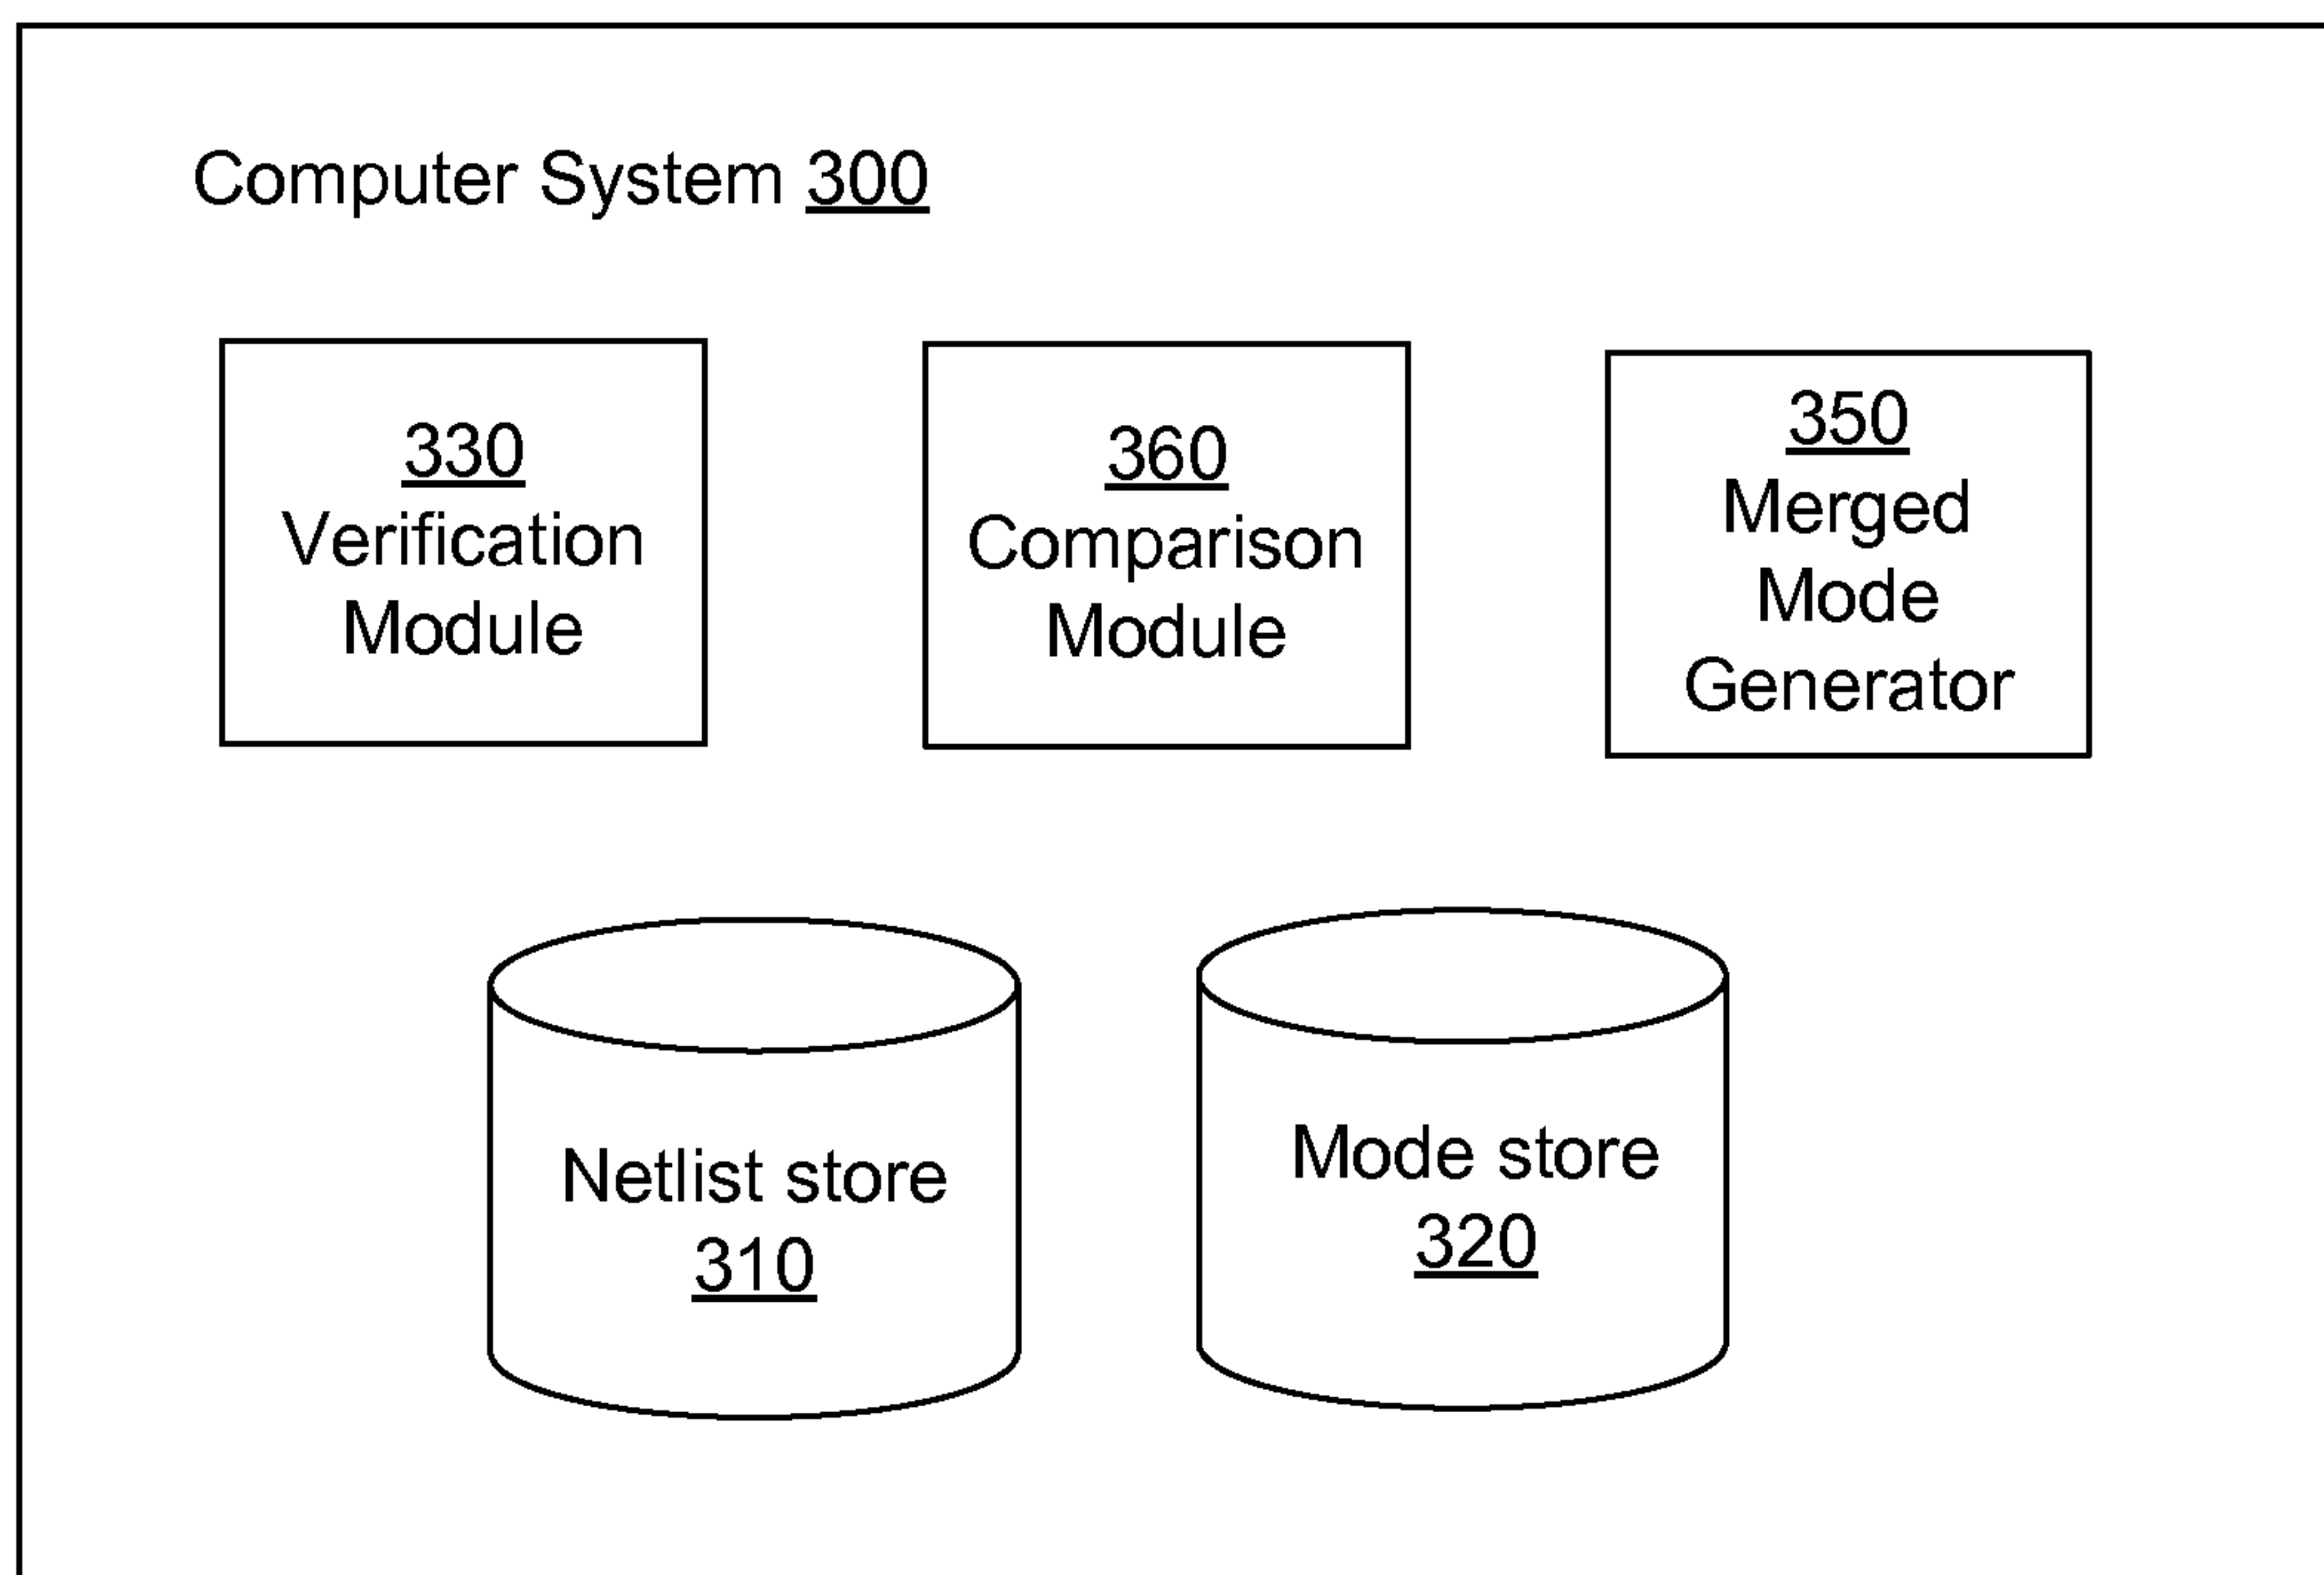 Computer System 300
330
Verification
Module
360
Comparison
Module
350
Merged
Mode
Generator
Netlist store
310
Mode store
320